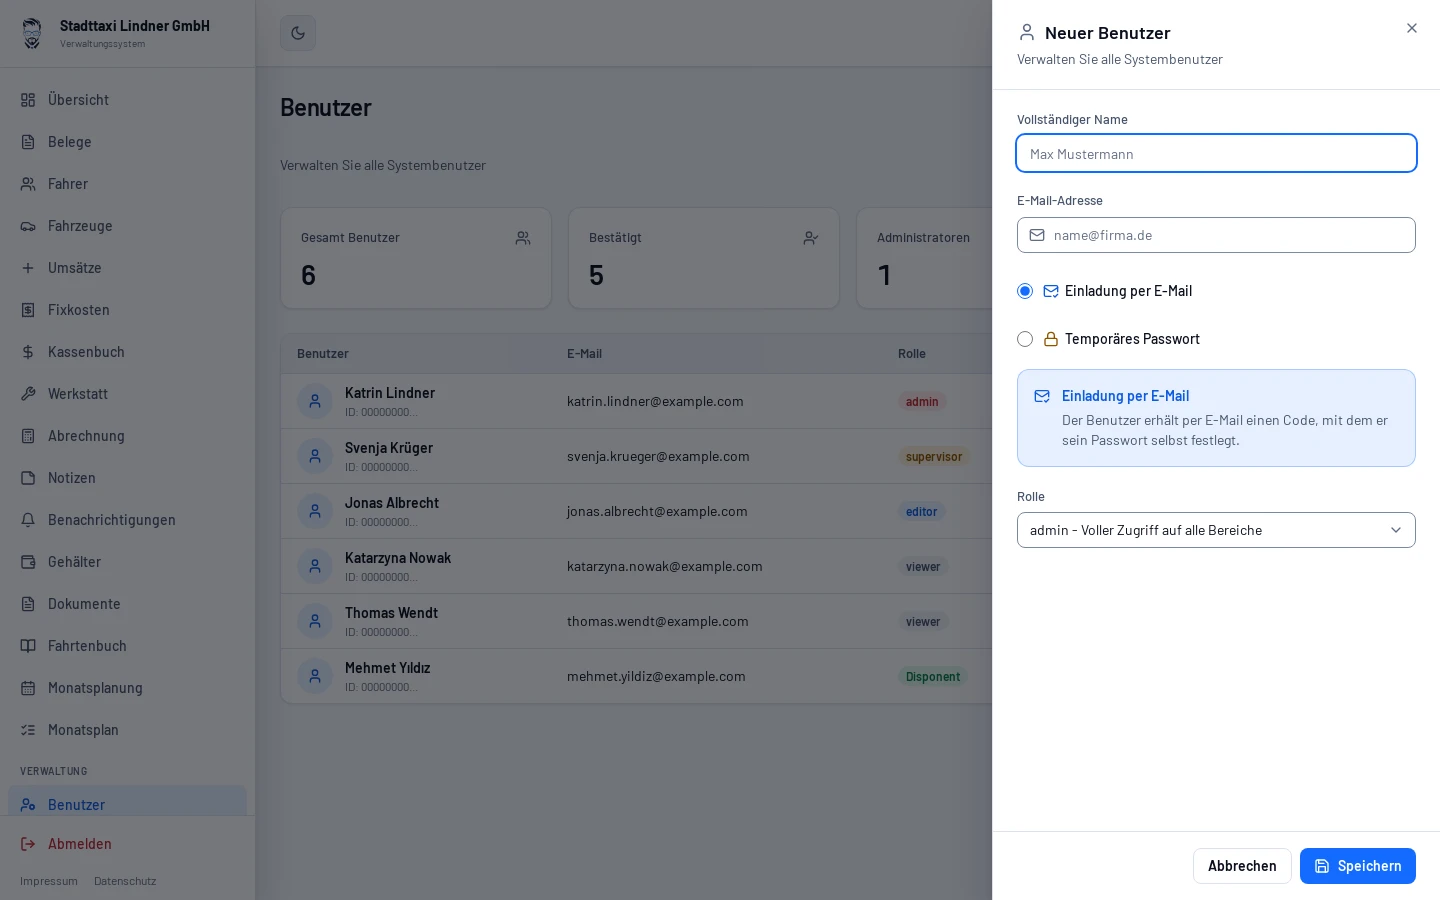 Stadttaxi Lindner GmbH
Verwaltungssystem
Übersicht
Belege
Fahrer
Fahrzeuge
Umsätze
Fixkosten
Kassenbuch
Werkstatt
Abrechnung
Notizen
Benachrichtigungen
Gehälter
Dokumente
Fahrtenbuch
Monatsplanung
Monatsplan
VERWALTUNG
Benutzer
Abmelden
Impressum Datenschutz
Benutzer
Verwalten Sie alle Systembenutzer
Gesamt Benutzer
6
Bestätigt
5
Administratoren
1
Benutzer E-Mail Rolle
Katrin Lindner
ID: 00000000...
katrin.lindner@example.com
admin
Svenja Krüger
ID: 00000000...
svenja.krueger@example.com
supervisor
Jonas Albrecht
ID: 00000000...
jonas.albrecht@example.com
editor
Katarzyna Nowak
ID: 00000000...
katarzyna.nowak@example.com
viewer
Thomas Wendt
ID: 00000000...
thomas.wendt@example.com
viewer
Mehmet Yıldız
ID: 00000000...
mehmet.yildiz@example.com
Disponent
Neuer Benutzer
Verwalten Sie alle Systembenutzer
Vollständiger Name
Max Mustermann
E-Mail-Adresse
name@firma.de
Einladung per E-Mail
Temporäres Passwort
Einladung per E-Mail
Der Benutzer erhält per E-Mail einen Code, mit dem er
sein Passwort selbst festlegt.
Rolle
admin - Voller Zugriff auf alle Bereiche
Abbrechen
Speichern